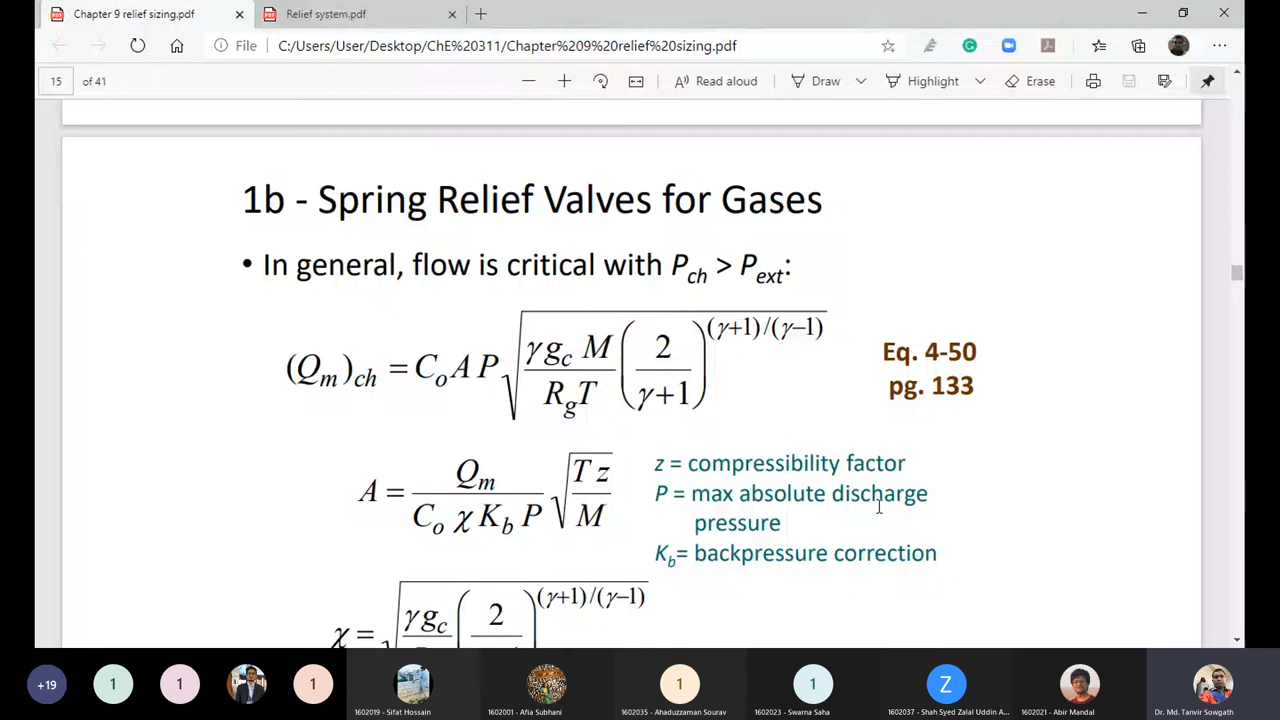 Chapter 9 relief sizing.pdf
Relief system.pdf
File
C:/Users/User/Desktop/ChE%20311/Chapter%209%20relief%20sizing.pdf
15 of 41
Read aloud
Draw
Highlight
Erase
1b - Spring Relief Valves for Gases
• In general, flow is critical with P_ch > P_ext:
(Q_m)_ch = C_o A P √(γ g_c M / R_g T (2 / γ+1)^((γ+1)/(γ−1)))
Eq. 4-50
pg. 133
A = Q_m / (C_o χ K_b P) √(T z / M)
z = compressibility factor
P = max absolute discharge
pressure
K_b= backpressure correction
χ = √(γ g_c (2 (γ+1)/(γ−1)
+19
1
1
1
1602019 - Sifat Hossain
1602001 - Afia Subhani
1
1602035 - Ahaduzzaman Sourav
1
1602023 - Swarna Saha
Z
1602037 - Shah Syed Zalal Uddin A...
1602021 - Abir Mandal
Dr. Md. Tanvir Sowgath